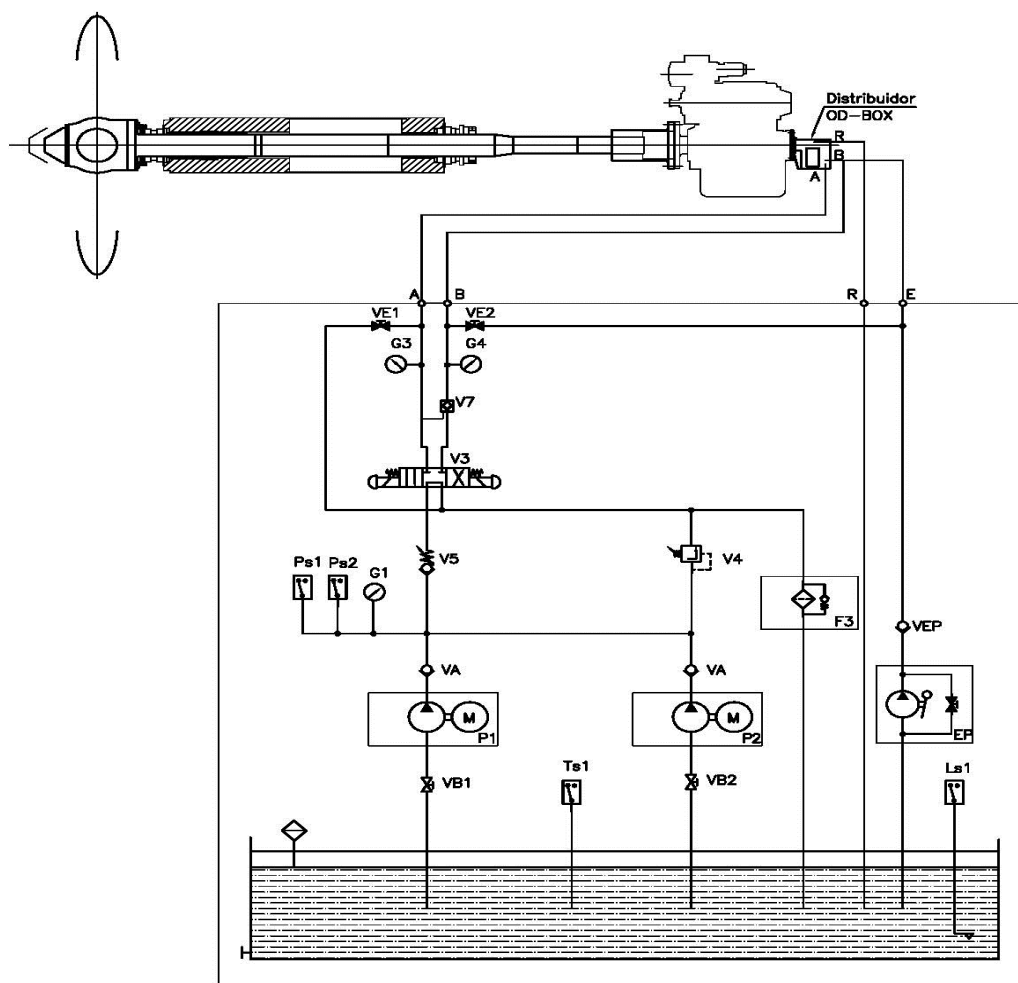 Distribuidor
OD-BOX
R
B
A
A
B
R
E
VE1
VE2
G3
G4
V7
V3
Ps1
Ps2
G1
V5
V4
F3
VEP
VA
VA
M
P1
M
P2
EP
VB1
Ts1
VB2
Ls1